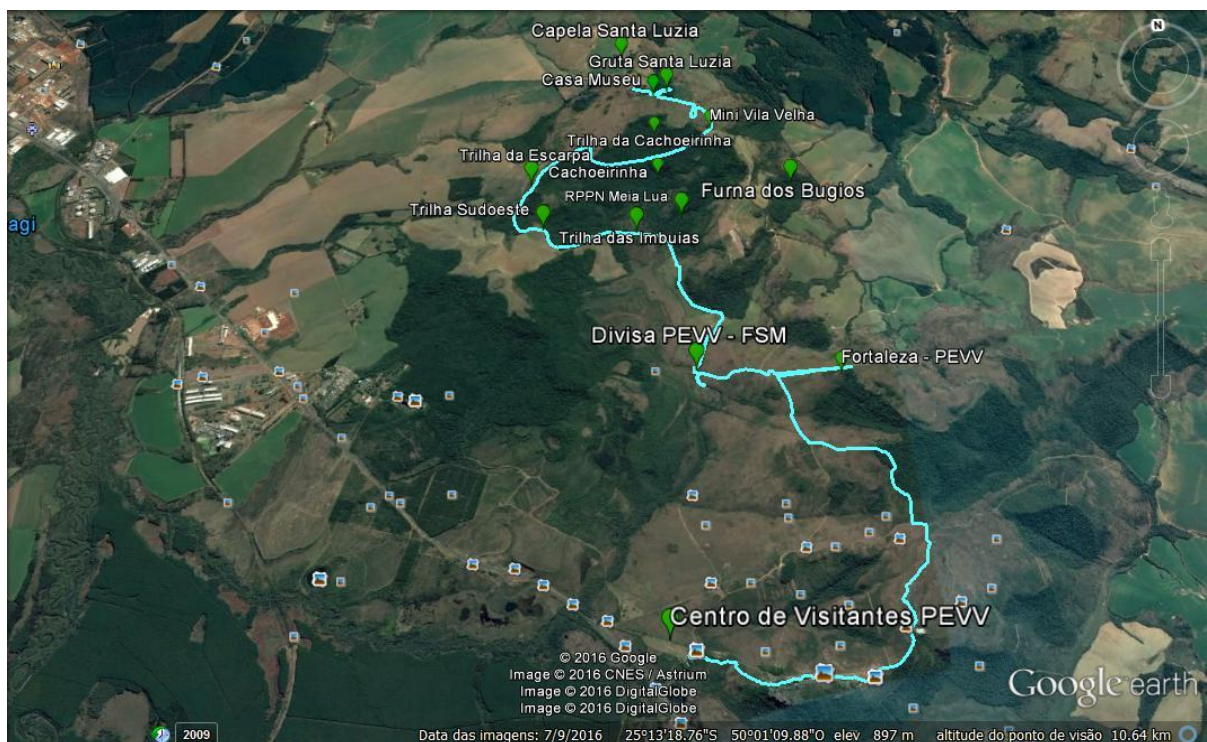 N
Capela Santa Luzia
Gruta Santa Luzia
Casa Museu
Mini Vila Velha
Trilha da Cachoeirinha
Trilha da Escarpa
Cachoeirinha
Furna dos Bugios
RPPN Meia Lua
Trilha Sudoeste
agi
Trilha das Imbuias
Divisa PEVV - FSM
Fortaleza - PEVV
Centro de Visitantes PEVV
© 2016 Google
Image © 2016 CNES / Astrium
Image © 2016 DigitalGlobe
Image © 2016 DigitalGlobe
Google earth
2009
Data das imagens: 7/9/2016 25°13'18.76"S 50°01'09.88"O elev 897 m altitude do ponto de visão 10.64 km